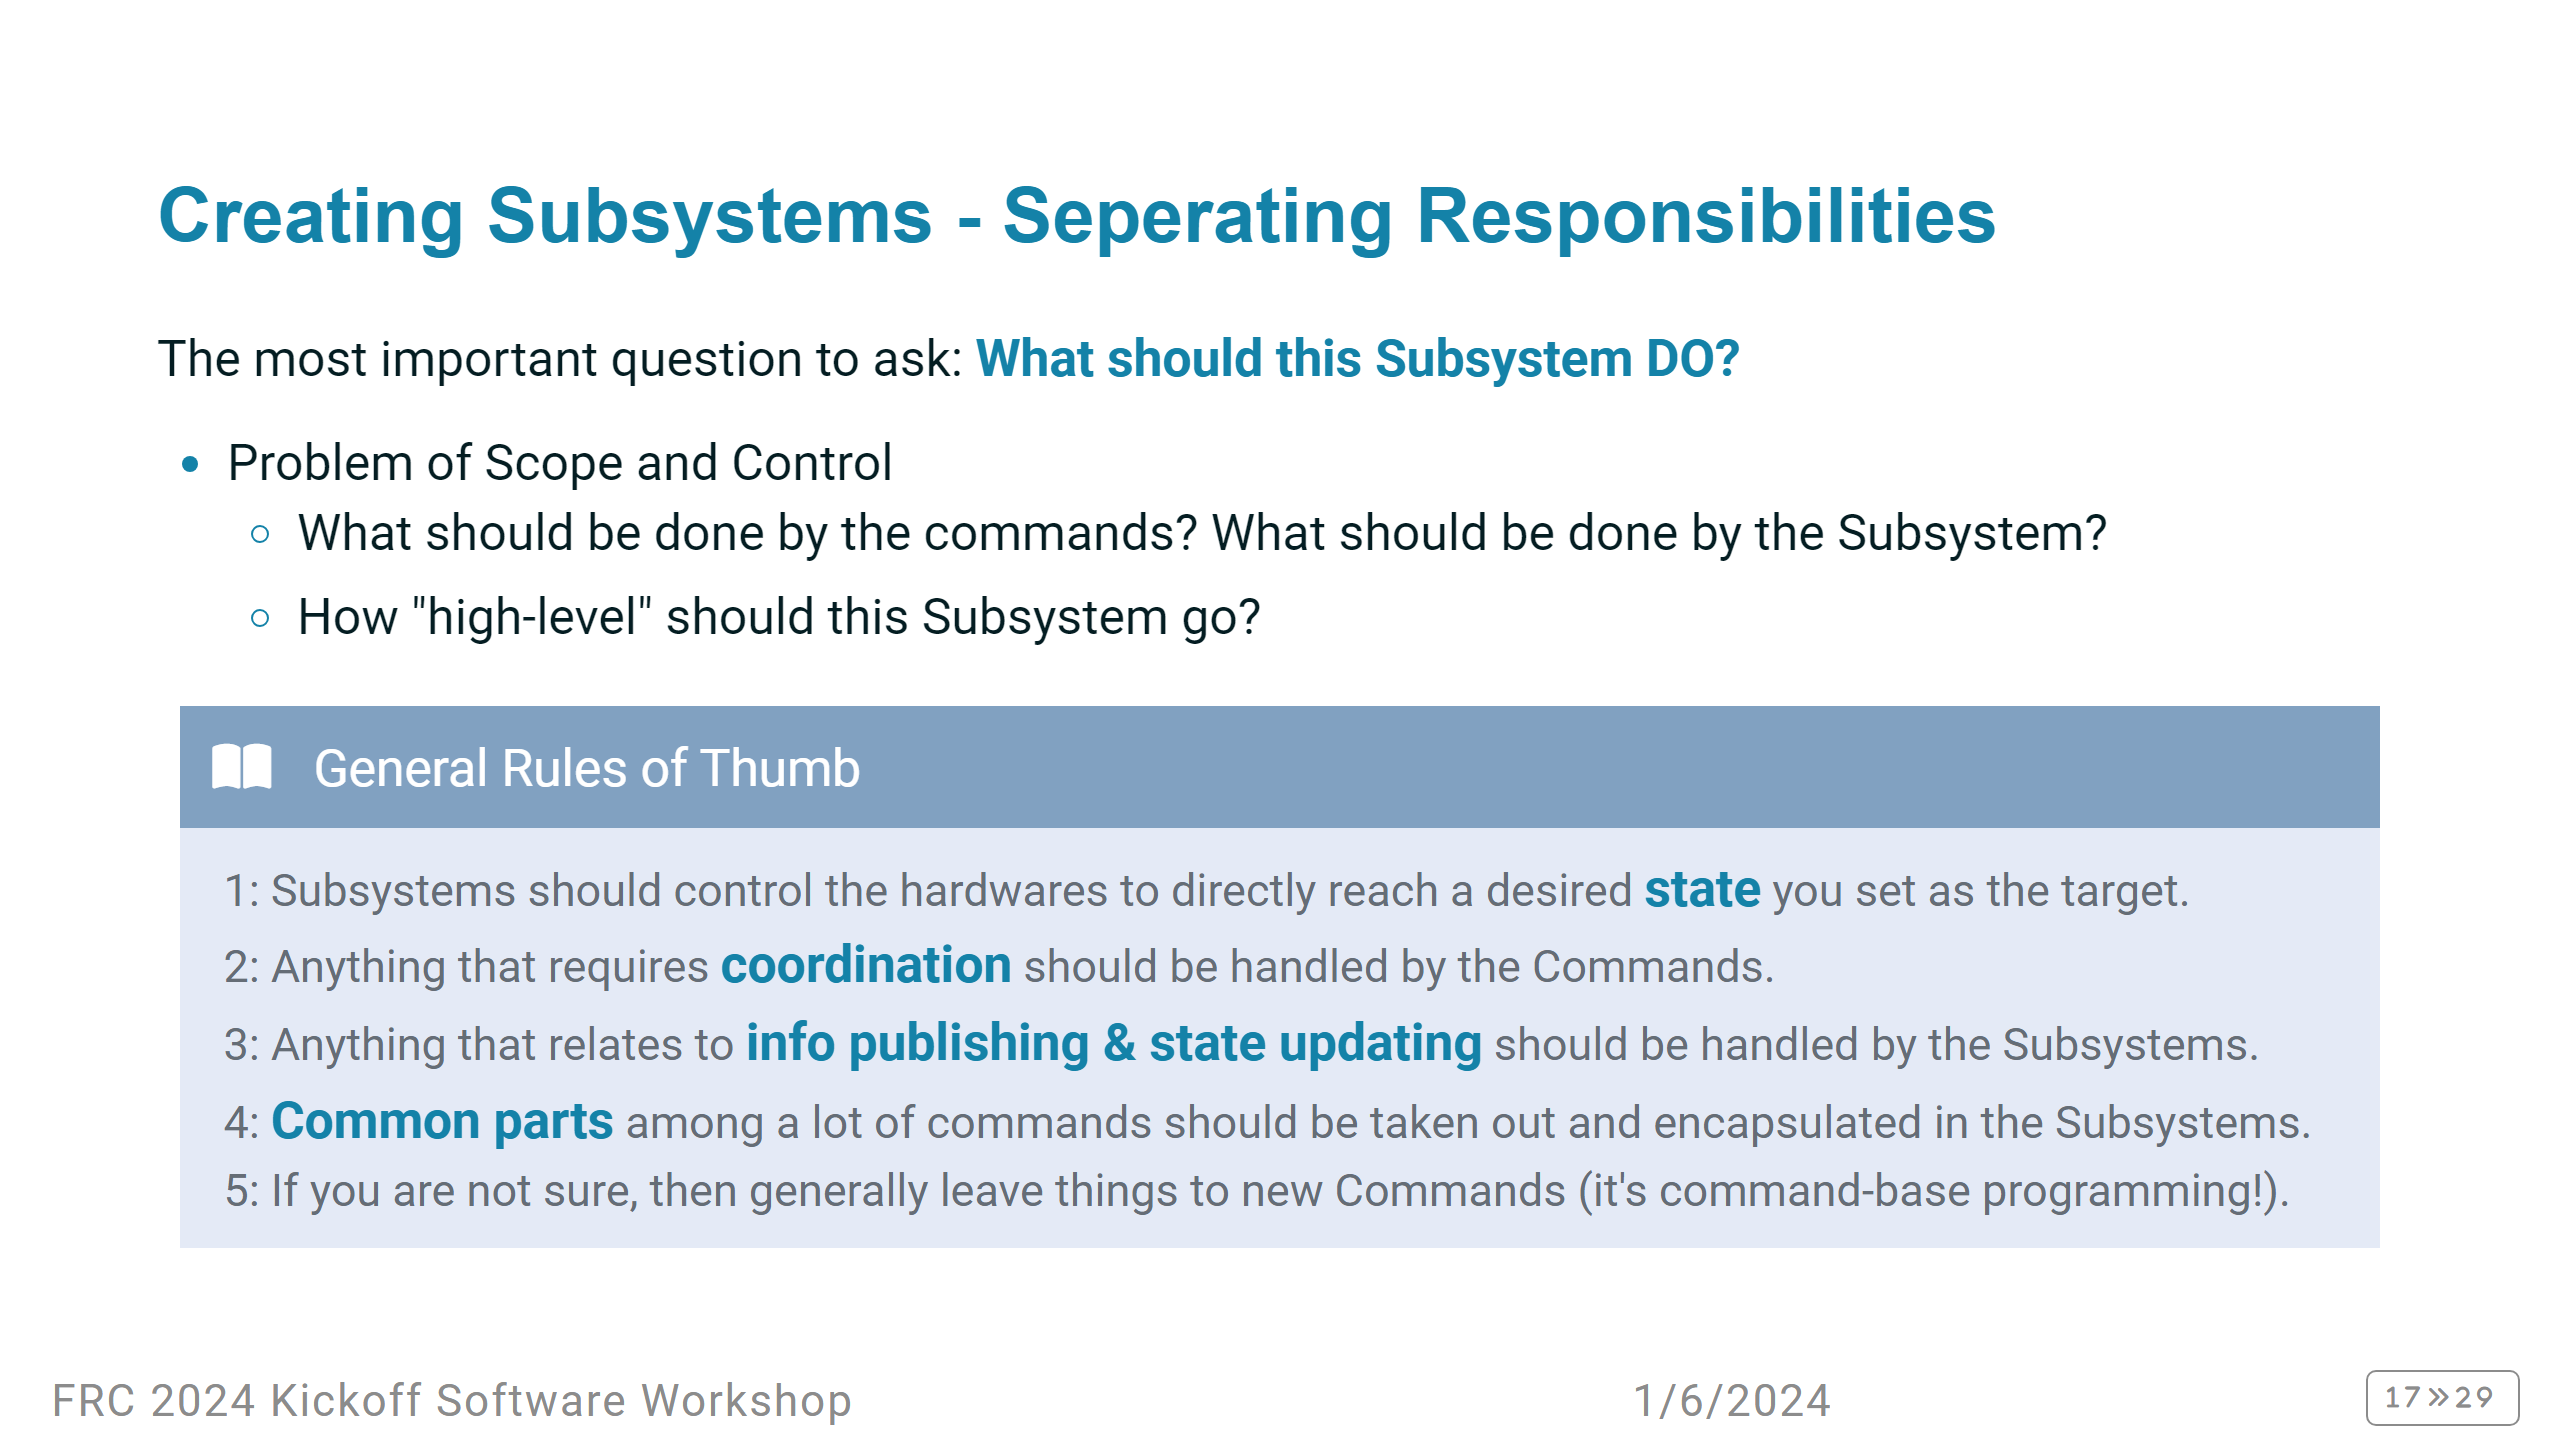 Creating Subsystems - Seperating Responsibilities
The most important question to ask: What should this Subsystem DO?
• Problem of Scope and Control
○ What should be done by the commands? What should be done by the Subsystem?
○ How "high-level" should this Subsystem go?
General Rules of Thumb
1: Subsystems should control the hardwares to directly reach a desired state you set as the target.
2: Anything that requires coordination should be handled by the Commands.
3: Anything that relates to info publishing & state updating should be handled by the Subsystems.
4: Common parts among a lot of commands should be taken out and encapsulated in the Subsystems.
5: If you are not sure, then generally leave things to new Commands (it's command-base programming!).
FRC 2024 Kickoff Software Workshop
1/6/2024
17»29